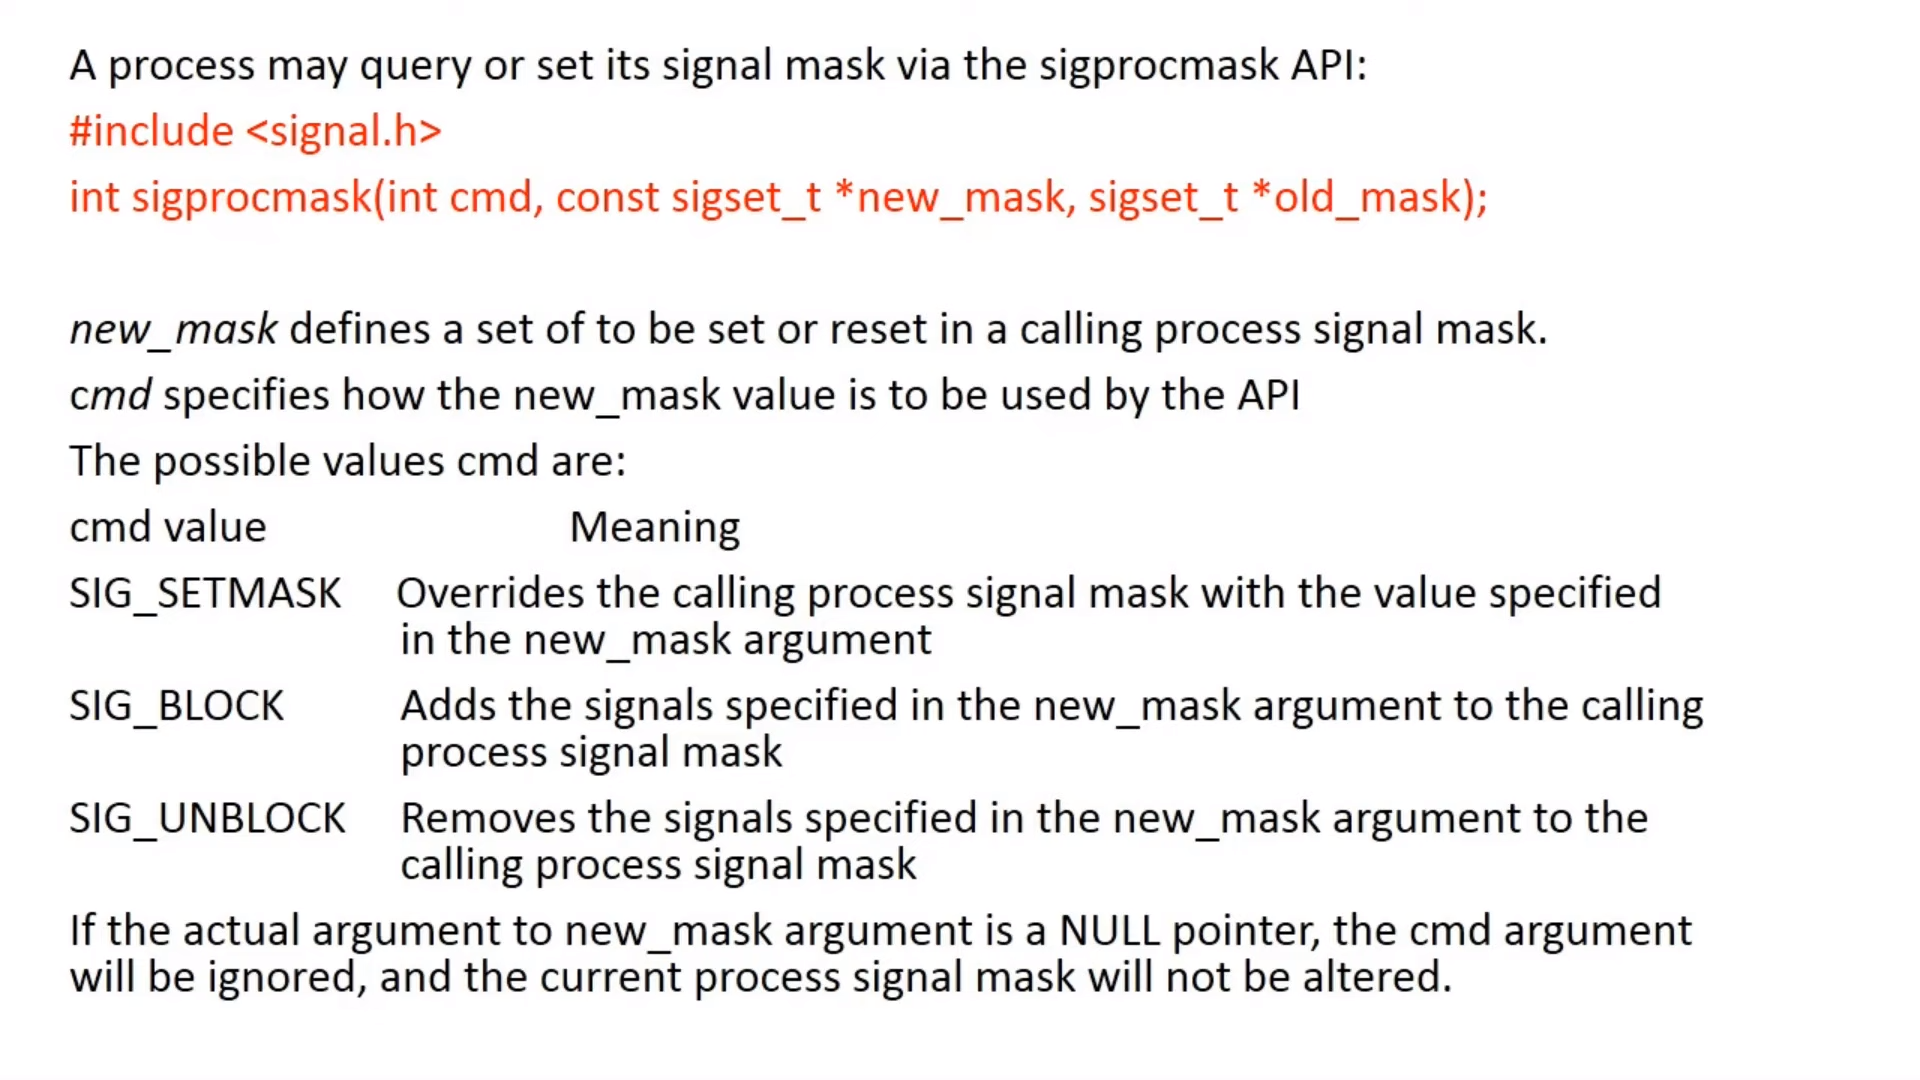 A process may query or set its signal mask via the sigprocmask API:
#include <signal.h>
int sigprocmask(int cmd, const sigset_t *new_mask, sigset_t *old_mask);
new_mask defines a set of to be set or reset in a calling process signal mask.
cmd specifies how the new_mask value is to be used by the API
The possible values cmd are:
cmd value Meaning
SIG_SETMASK Overrides the calling process signal mask with the value specified
in the new_mask argument
SIG_BLOCK Adds the signals specified in the new_mask argument to the calling
process signal mask
SIG_UNBLOCK Removes the signals specified in the new_mask argument to the
calling process signal mask
If the actual argument to new_mask argument is a NULL pointer, the cmd argument
will be ignored, and the current process signal mask will not be altered.